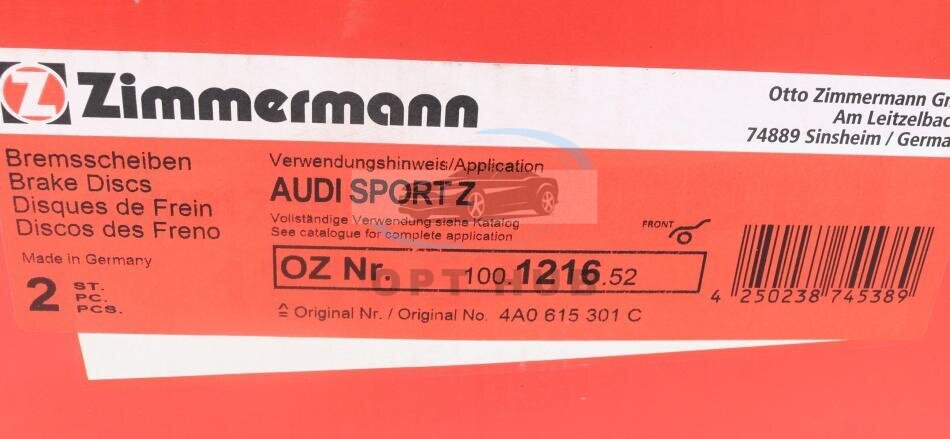 Z Zimmermann
Otto Zimmermann
Am Leitzelbac
74889 Sinsheim / Germa
Bremsscheiben
Brake Discs
Disques de Frein
Discos des Freno
Made in Germany
2 ST.
PC.
PCS.
Verwendungshinweis/Application
AUDI SPORT Z
Vollständige Verwendung siehe Katalog
See catalogue for complete application
FRONT
OZ Nr. 100.1216.52
OPT HUB
≙ Original Nr. / Original No. 4A0 615 301 C
4 250238 745389